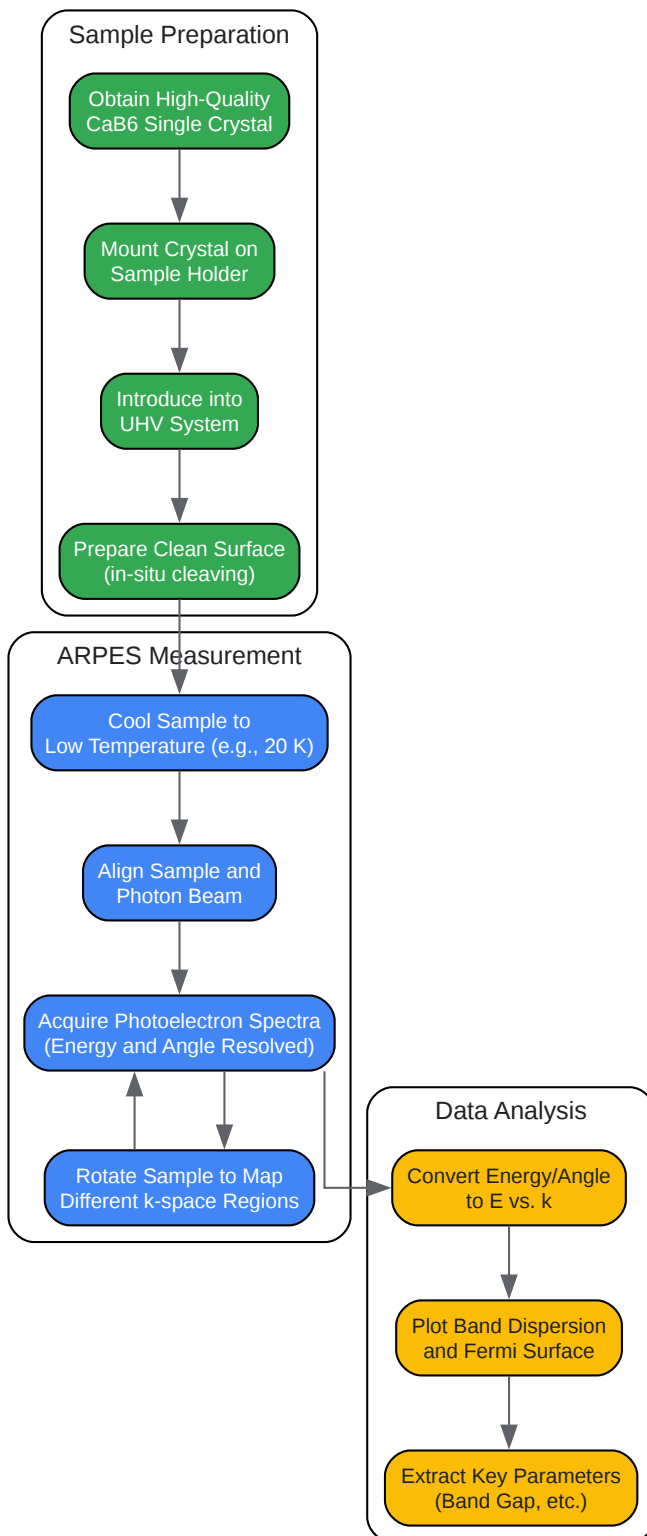 Sample Preparation
Obtain High-Quality
CaB6 Single Crystal
Mount Crystal on
Sample Holder
Introduce into
UHV System
Prepare Clean Surface
(in-situ cleaving)
ARPES Measurement
Cool Sample to
Low Temperature (e.g., 20 K)
Align Sample and
Photon Beam
Acquire Photoelectron Spectra
(Energy and Angle Resolved)
Rotate Sample to Map
Different k-space Regions
Data Analysis
Convert Energy/Angle
to E vs. k
Plot Band Dispersion
and Fermi Surface
Extract Key Parameters
(Band Gap, etc.)